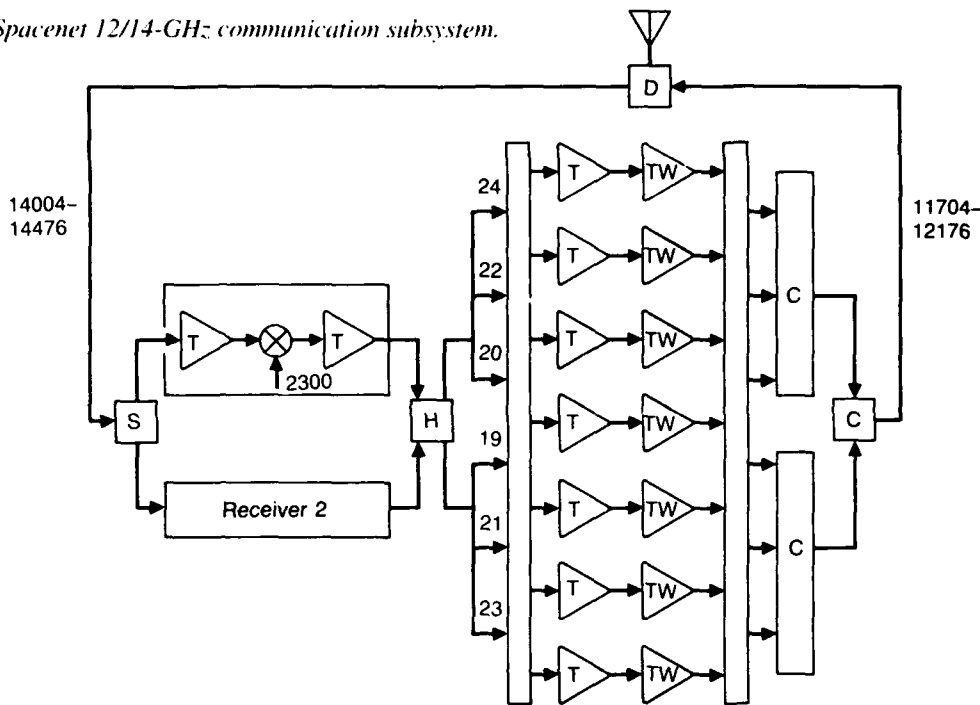 Spacenet 12/14-GHz communication subsystem.
D
14004–
14476
11704–
12176
24
22
20
19
21
23
T
TW
T
TW
T
TW
T
TW
T
TW
T
TW
T
TW
T
T
2300
S
H
Receiver 2
C
C
C